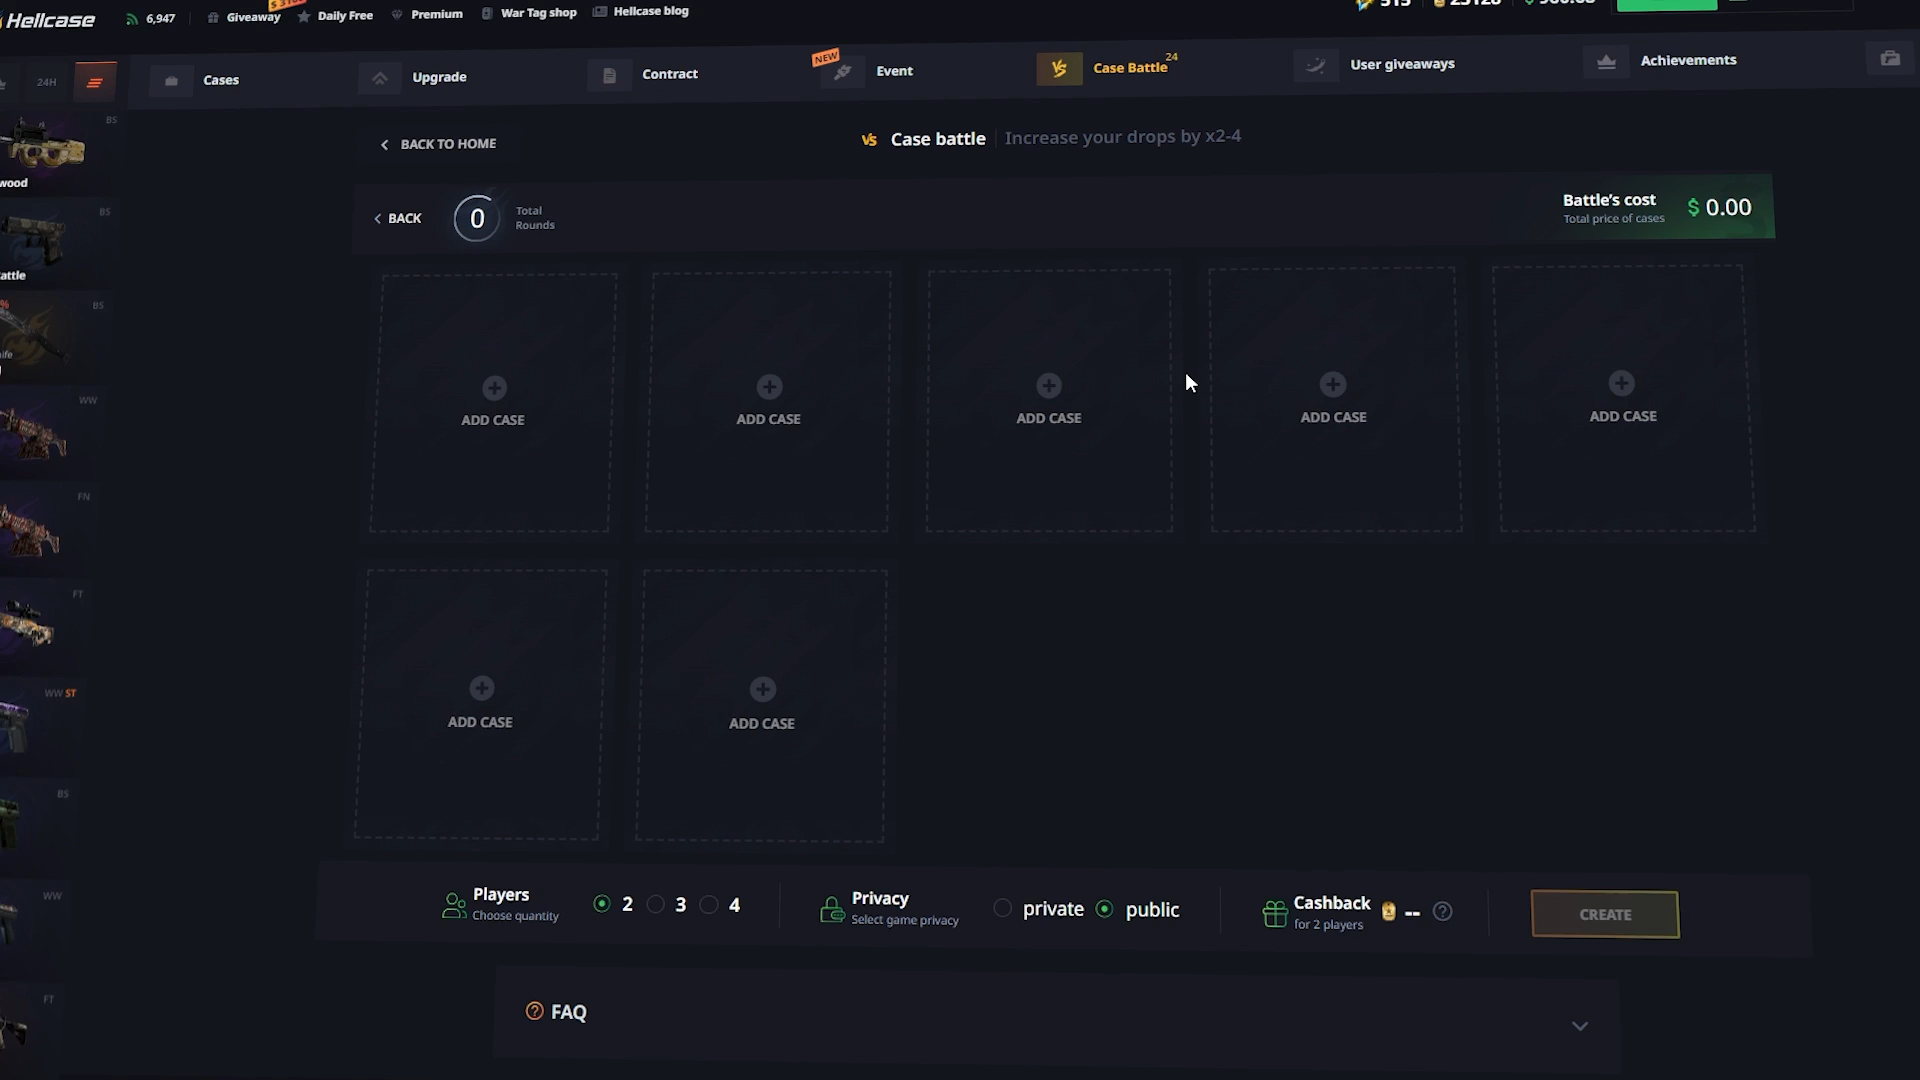 Hellcase 6,947 Giveaway Daily Free Premium War Tag shop Hellcase blog
24H Cases Upgrade Contract NEW Event Case Battle 24 User giveaways Achievements
BS
wood
BACK TO HOME
VS Case battle Increase your drops by x2-4
BS
attle
BACK 0 Total Rounds
Battle's cost
Total price of cases
$ 0.00
%
BS
ife
WW
FN
FT
WW ST
BS
WW
FT
ADD CASE ADD CASE ADD CASE ADD CASE ADD CASE
ADD CASE ADD CASE
Players
Choose quantity
2 3 4
Privacy
Select game privacy
private public
Cashback
for 2 players
--
CREATE
FAQ